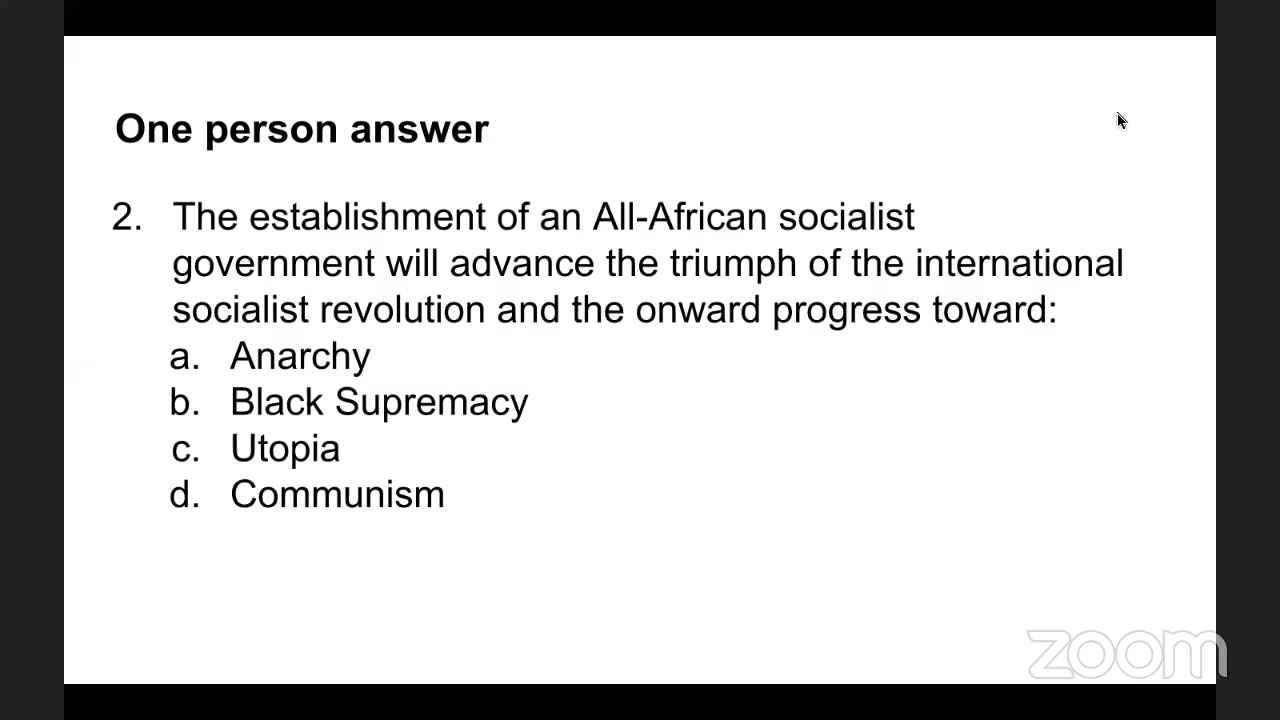 One person answer
2. The establishment of an All-African socialist
government will advance the triumph of the international
socialist revolution and the onward progress toward:
a. Anarchy
b. Black Supremacy
c. Utopia
d. Communism
zoom